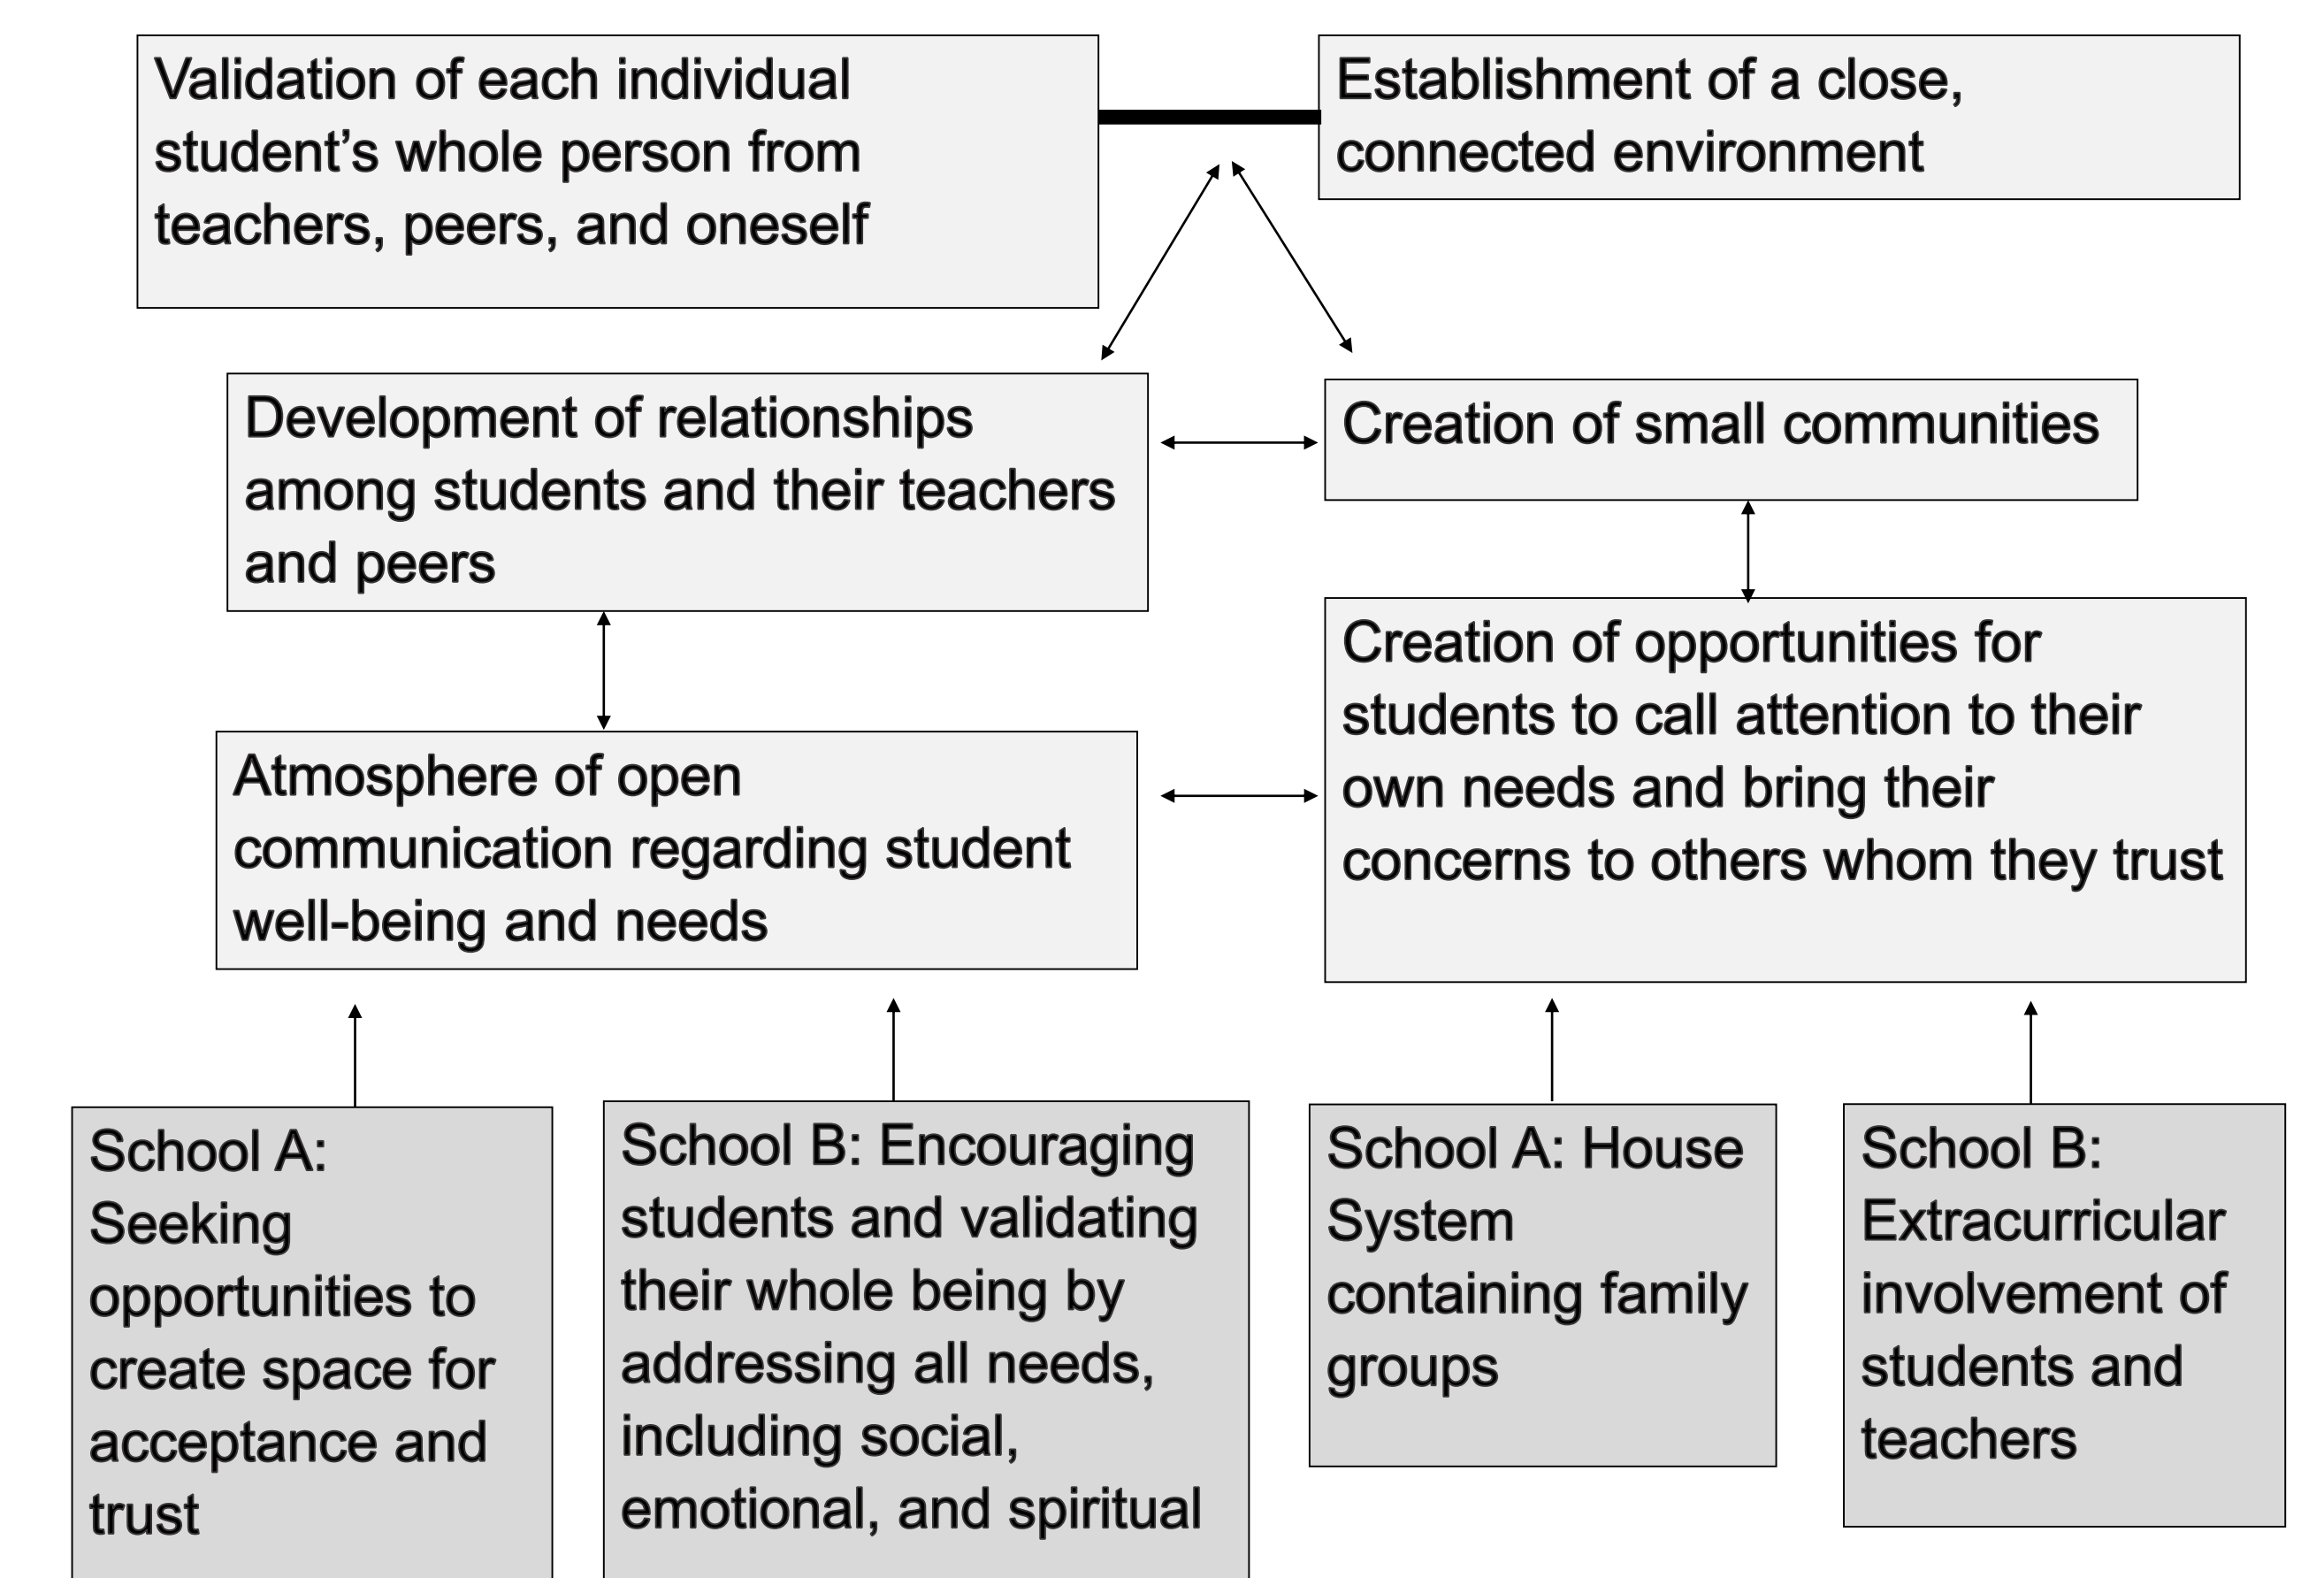 Validation of each individual
student’s whole person from
teachers, peers, and oneself
Establishment of a close,
connected environment
Development of relationships
among students and their teachers
and peers
Creation of small communities
Creation of opportunities for
students to call attention to their
own needs and bring their
concerns to others whom they trust
Atmosphere of open
communication regarding student
well-being and needs
School A:
Seeking
opportunities to
create space for
acceptance and
trust
School B: Encouraging
students and validating
their whole being by
addressing all needs,
including social,
emotional, and spiritual
School A: House
System
containing family
groups
School B:
Extracurricular
involvement of
students and
teachers